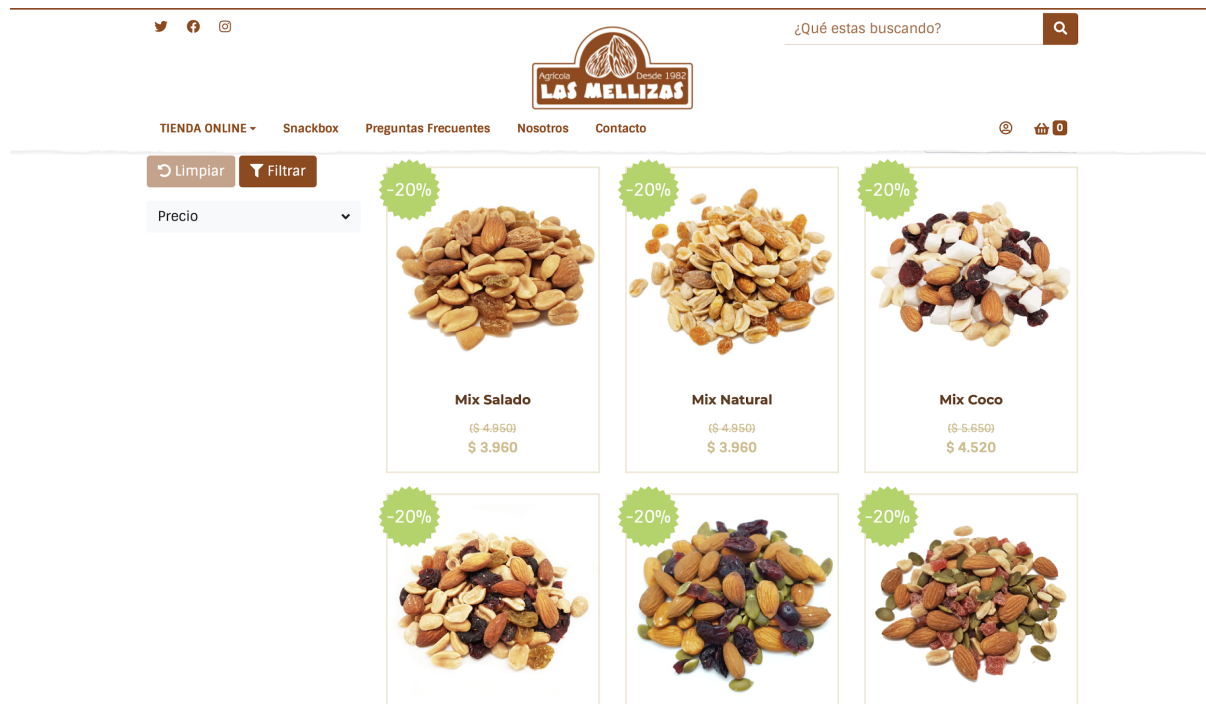 ¿Qué estas buscando?
Agrícola Desde 1982
LAS MELLIZAS
TIENDA ONLINE Snackbox Preguntas Frecuentes Nosotros Contacto 0
Limpiar Filtrar
Precio
-20% -20% -20%
Mix Salado Mix Natural Mix Coco
($ 4.950) ($ 4.950) ($ 5.650)
$ 3.960 $ 3.960 $ 4.520
-20% -20% -20%